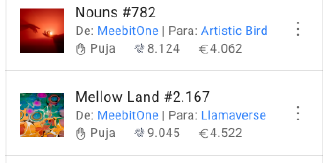 Nouns #782
De: MeebitOne | Para: Artistic Bird
Puja 8.124 €4.062
Mellow Land #2.167
De: MeebitOne | Para: Llamaverse
Puja 9.045 €4.522